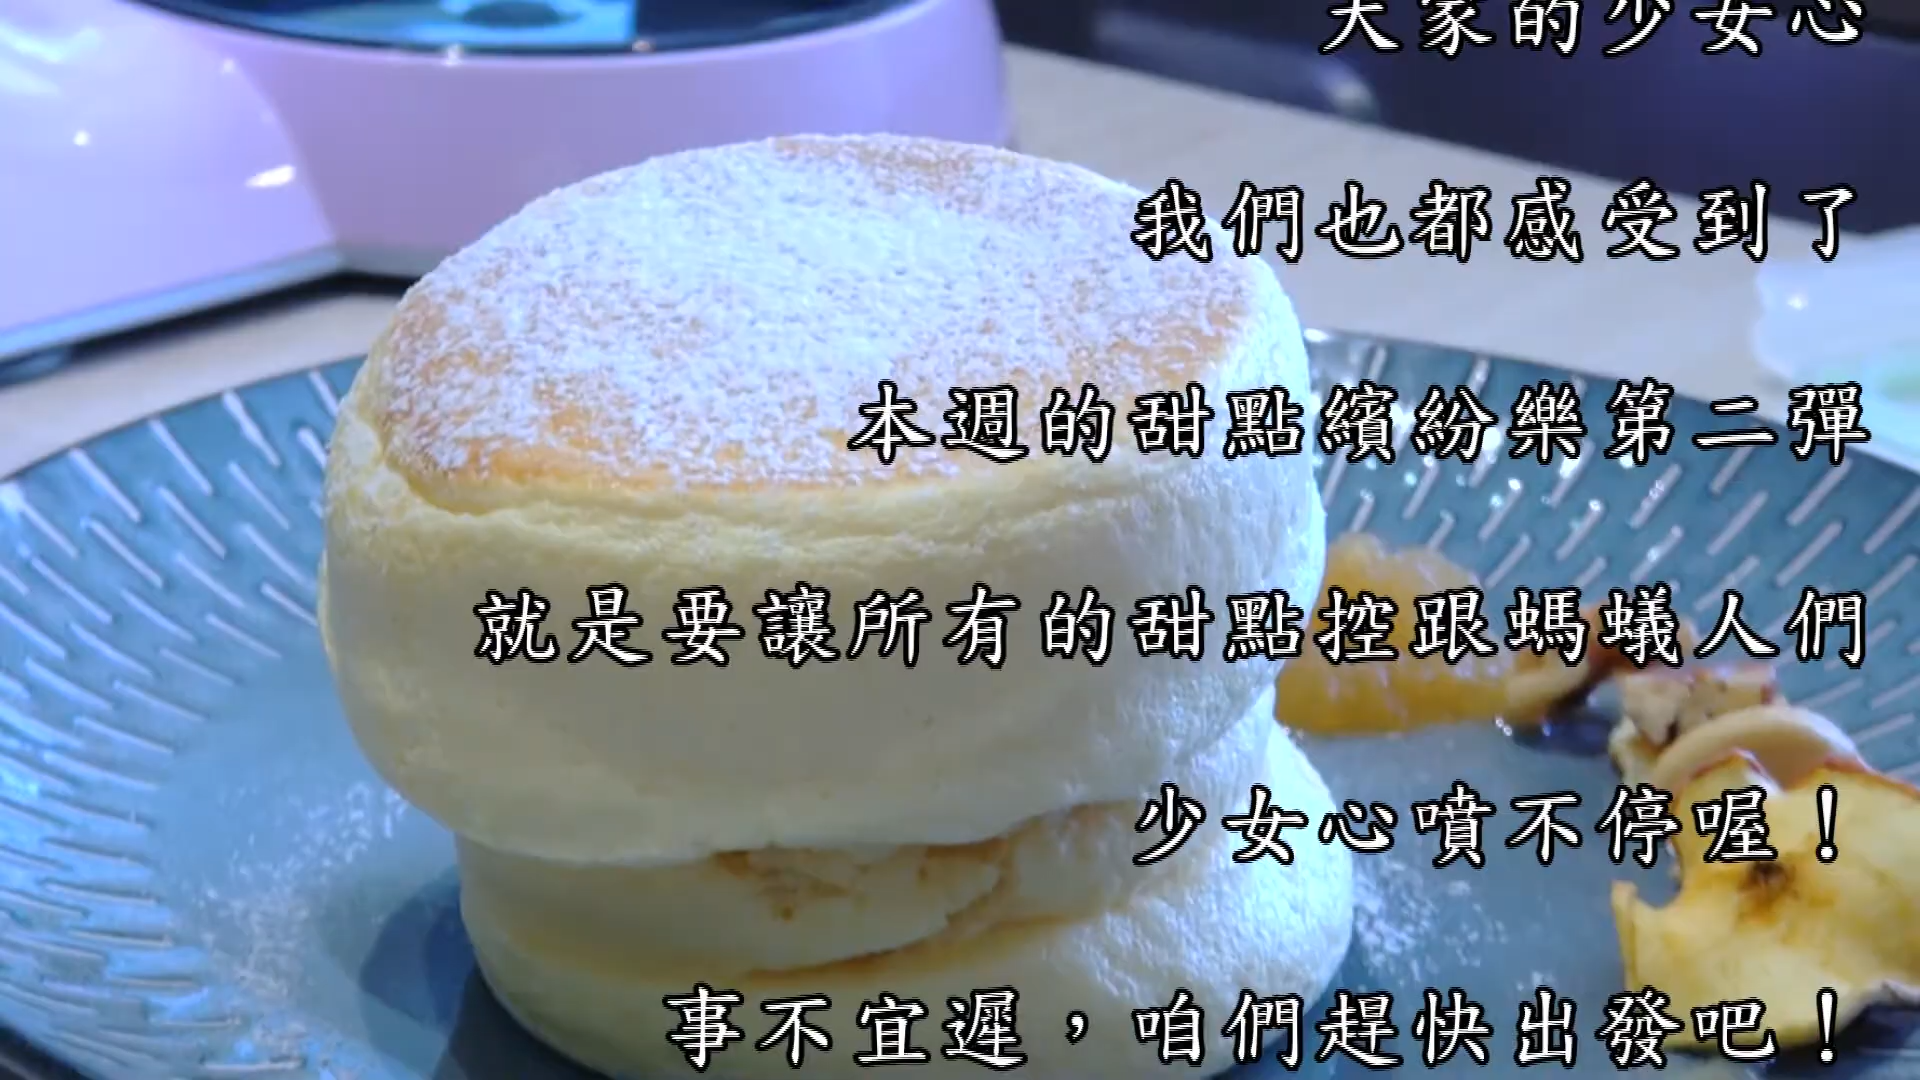 大家的少女心
我們也都感受到了
本週的甜點繽紛樂第二彈
就是要讓所有的甜點控跟螞蟻人們
少女心噴不停喔！
事不宜遲，咱們趕快出發吧！